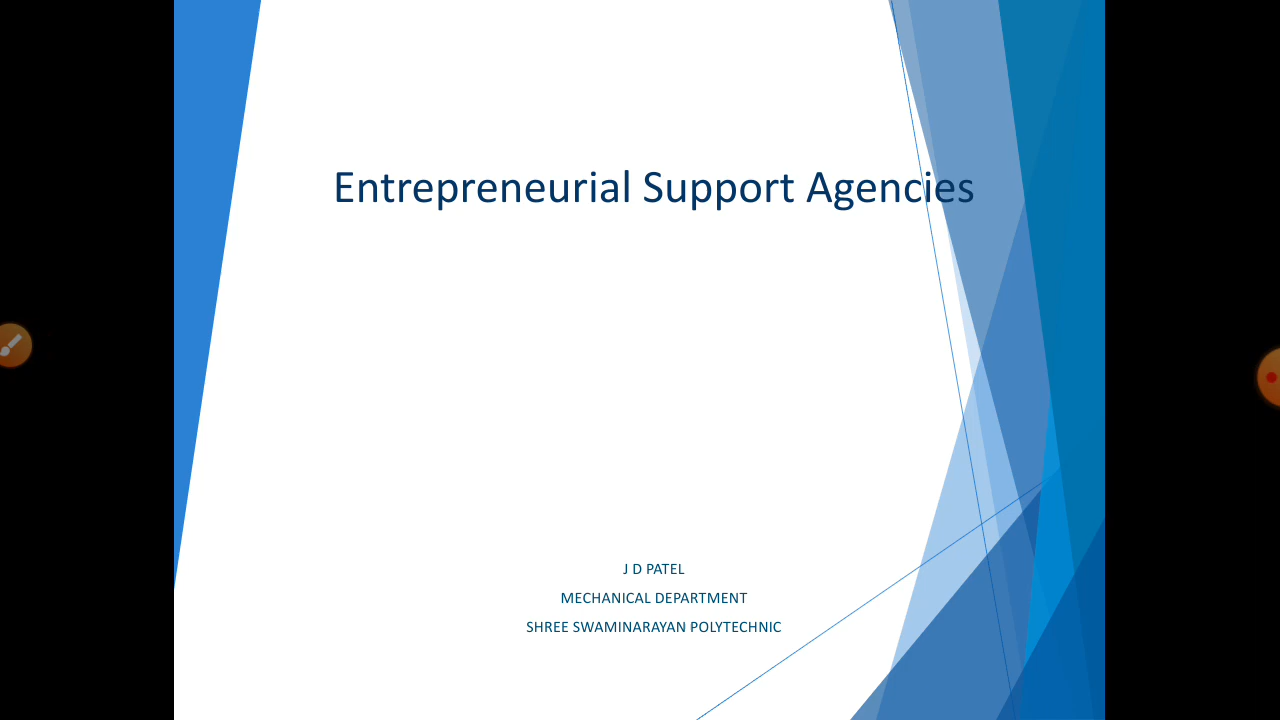 Entrepreneurial Support Agencies
J D PATEL
MECHANICAL DEPARTMENT
SHREE SWAMINARAYAN POLYTECHNIC